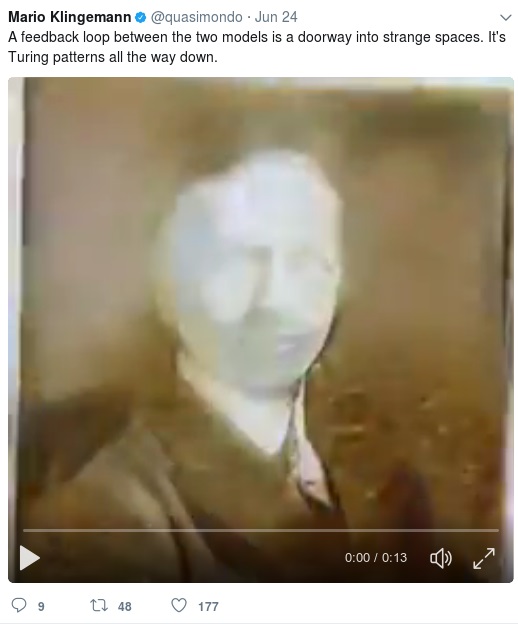 Mario Klingemann @quasimondo · Jun 24
A feedback loop between the two models is a doorway into strange spaces. It's
Turing patterns all the way down.
0:00 / 0:13
9 48 177